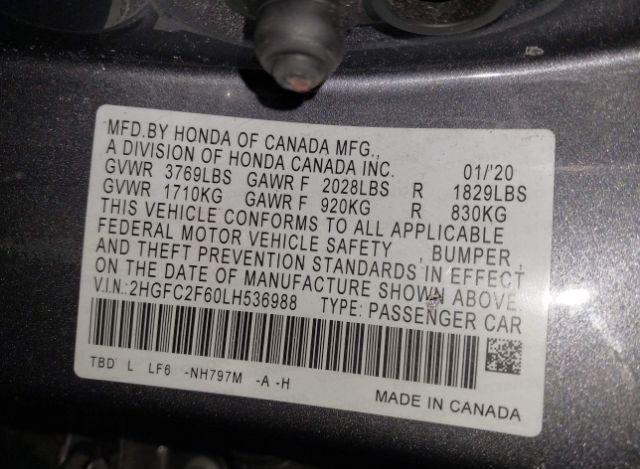 MFD.BY HONDA OF CANADA MFG.,
A DIVISION OF HONDA CANADA INC. 01/'20
GVWR 3769LBS GAWR F 2028LBS R 1829LBS
GVWR 1710KG GAWR F 920KG R 830KG
THIS VEHICLE CONFORMS TO ALL APPLICABLE
FEDERAL MOTOR VEHICLE SAFETY , BUMPER ,
AND THEFT PREVENTION STANDARDS IN EFFECT
ON THE DATE OF MANUFACTURE SHOWN ABOVE.
V.I.N.:2HGFC2F60LH536988 TYPE: PASSENGER CAR
TBD L LF6 -NH797M -A -H
MADE IN CANADA